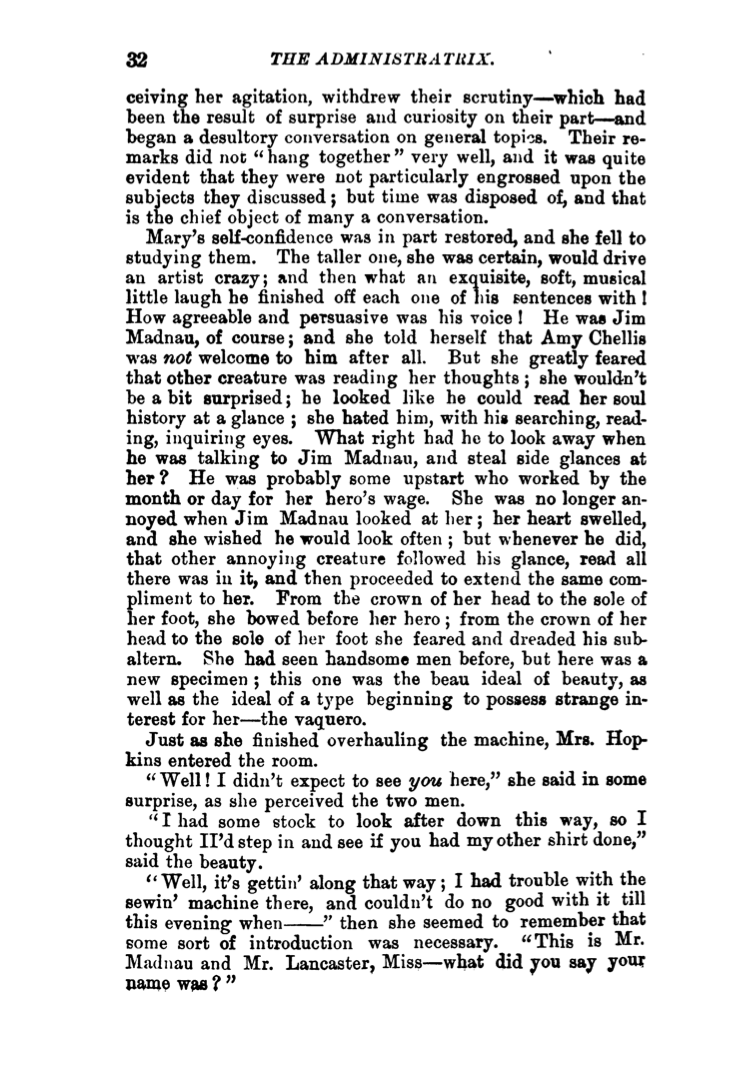 32 THE ADMINISTRATRIX.
ceiving her agitation, withdrew their scrutiny—which had
been the result of surprise and curiosity on their part—and
began a desultory conversation on general topics. Their re-
marks did not “hang together” very well, and it was quite
evident that they were not particularly engrossed upon the
subjects they discussed; but time was disposed of, and that
is the chief object of many a conversation.
Mary’s self-confidence was in part restored, and she fell to
studying them. The taller one, she was certain, would drive
an artist crazy; and then what an exquisite, soft, musical
little laugh he finished off each one of his sentences with!
How agreeable and persuasive was his voice! He was Jim
Madnau, of course; and she told herself that Amy Chellis
was not welcome to him after all. But she greatly feared
that other creature was reading her thoughts; she wouldn’t
be a bit surprised; he looked like he could read her soul
history at a glance; she hated him, with his searching, read-
ing, inquiring eyes. What right had he to look away when
he was talking to Jim Madnau, and steal side glances at
her? He was probably some upstart who worked by the
month or day for her hero’s wage. She was no longer an-
noyed when Jim Madnau looked at her; her heart swelled,
and she wished he would look often; but whenever he did,
that other annoying creature followed his glance, read all
there was in it, and then proceeded to extend the same com-
pliment to her. From the crown of her head to the sole of
her foot, she bowed before her hero; from the crown of her
head to the sole of her foot she feared and dreaded his sub-
altern. She had seen handsome men before, but here was a
new specimen; this one was the beau ideal of beauty, as
well as the ideal of a type beginning to possess strange in-
terest for her—the vaquero.
Just as she finished overhauling the machine, Mrs. Hop-
kins entered the room.
“Well! I didn’t expect to see you here,” she said in some
surprise, as she perceived the two men.
“I had some stock to look after down this way, so I
thought II’d step in and see if you had my other shirt done,”
said the beauty.
“Well, it’s gettin’ along that way; I had trouble with the
sewin’ machine there, and couldn’t do no good with it till
this evening when——” then she seemed to remember that
some sort of introduction was necessary. “This is Mr.
Madnau and Mr. Lancaster, Miss—what did you say your
name was?”